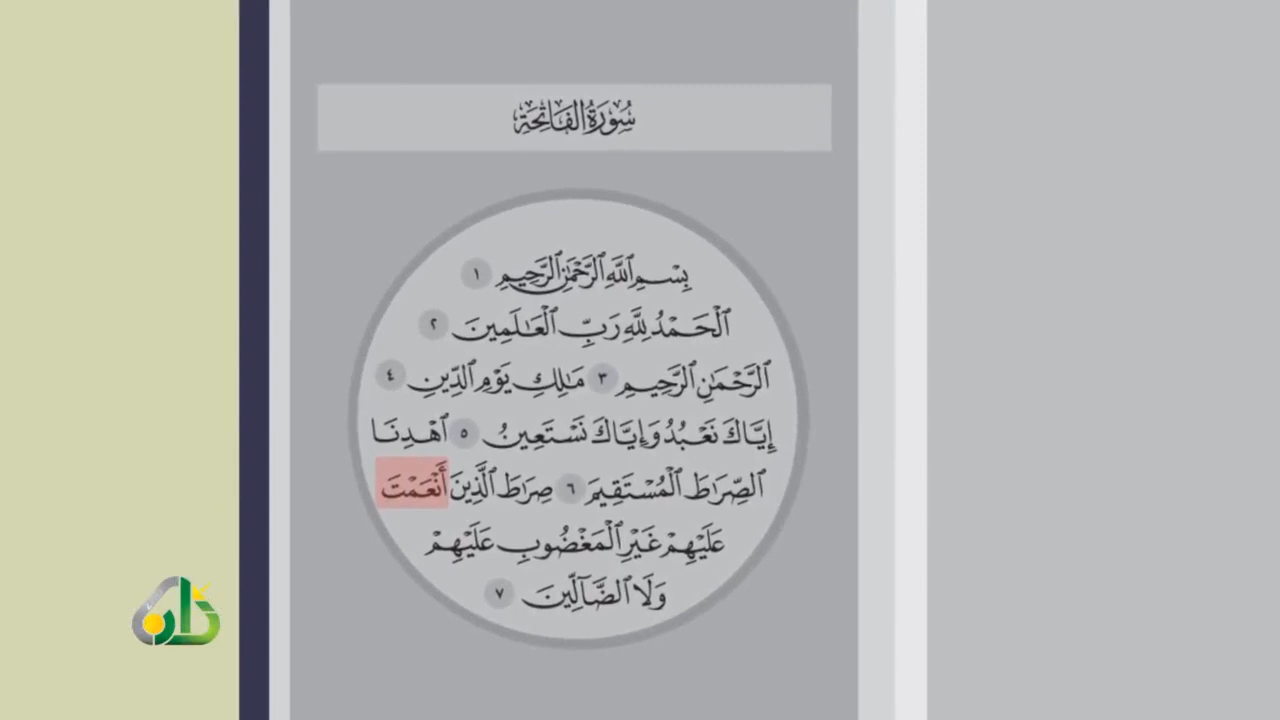 سُورَةُ الفَاتِحَةِ
بِسْمِ ٱللَّهِ ٱلرَّحْمَٰنِ ٱلرَّحِيمِ ١
ٱلْحَمْدُ لِلَّهِ رَبِّ ٱلْعَٰلَمِينَ ٢
ٱلرَّحْمَٰنِ ٱلرَّحِيمِ ٣ مَٰلِكِ يَوْمِ ٱلدِّينِ ٤
إِيَّاكَ نَعْبُدُ وَإِيَّاكَ نَسْتَعِينُ ٥ ٱهْدِنَا
ٱلصِّرَٰطَ ٱلْمُسْتَقِيمَ ٦ صِرَٰطَ ٱلَّذِينَ أَنْعَمْتَ
عَلَيْهِمْ غَيْرِ ٱلْمَغْضُوبِ عَلَيْهِمْ
وَلَا ٱلضَّآلِّينَ ٧